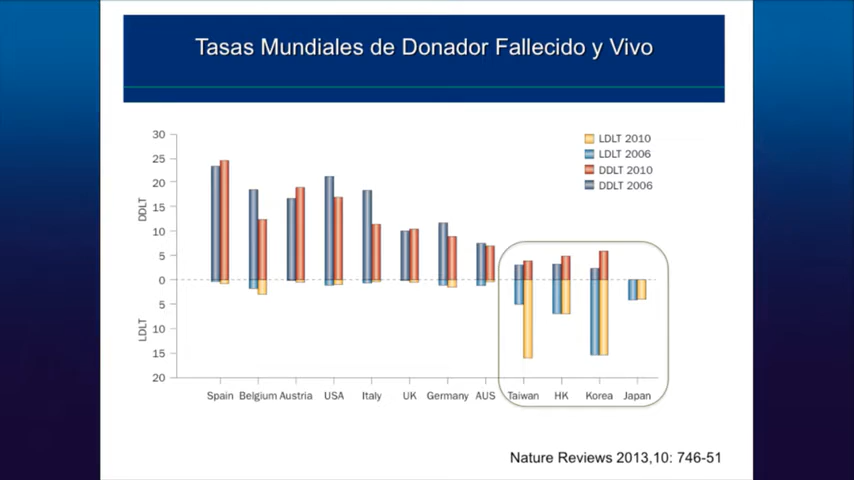 Tasas Mundiales de Donador Fallecido y Vivo
30
25
20
15
10
5
0
5
10
15
20
DDLT
LDLT
LDLT 2010
LDLT 2006
DDLT 2010
DDLT 2006
Spain Belgium Austria USA Italy UK Germany AUS Taiwan HK Korea Japan
Nature Reviews 2013,10: 746-51